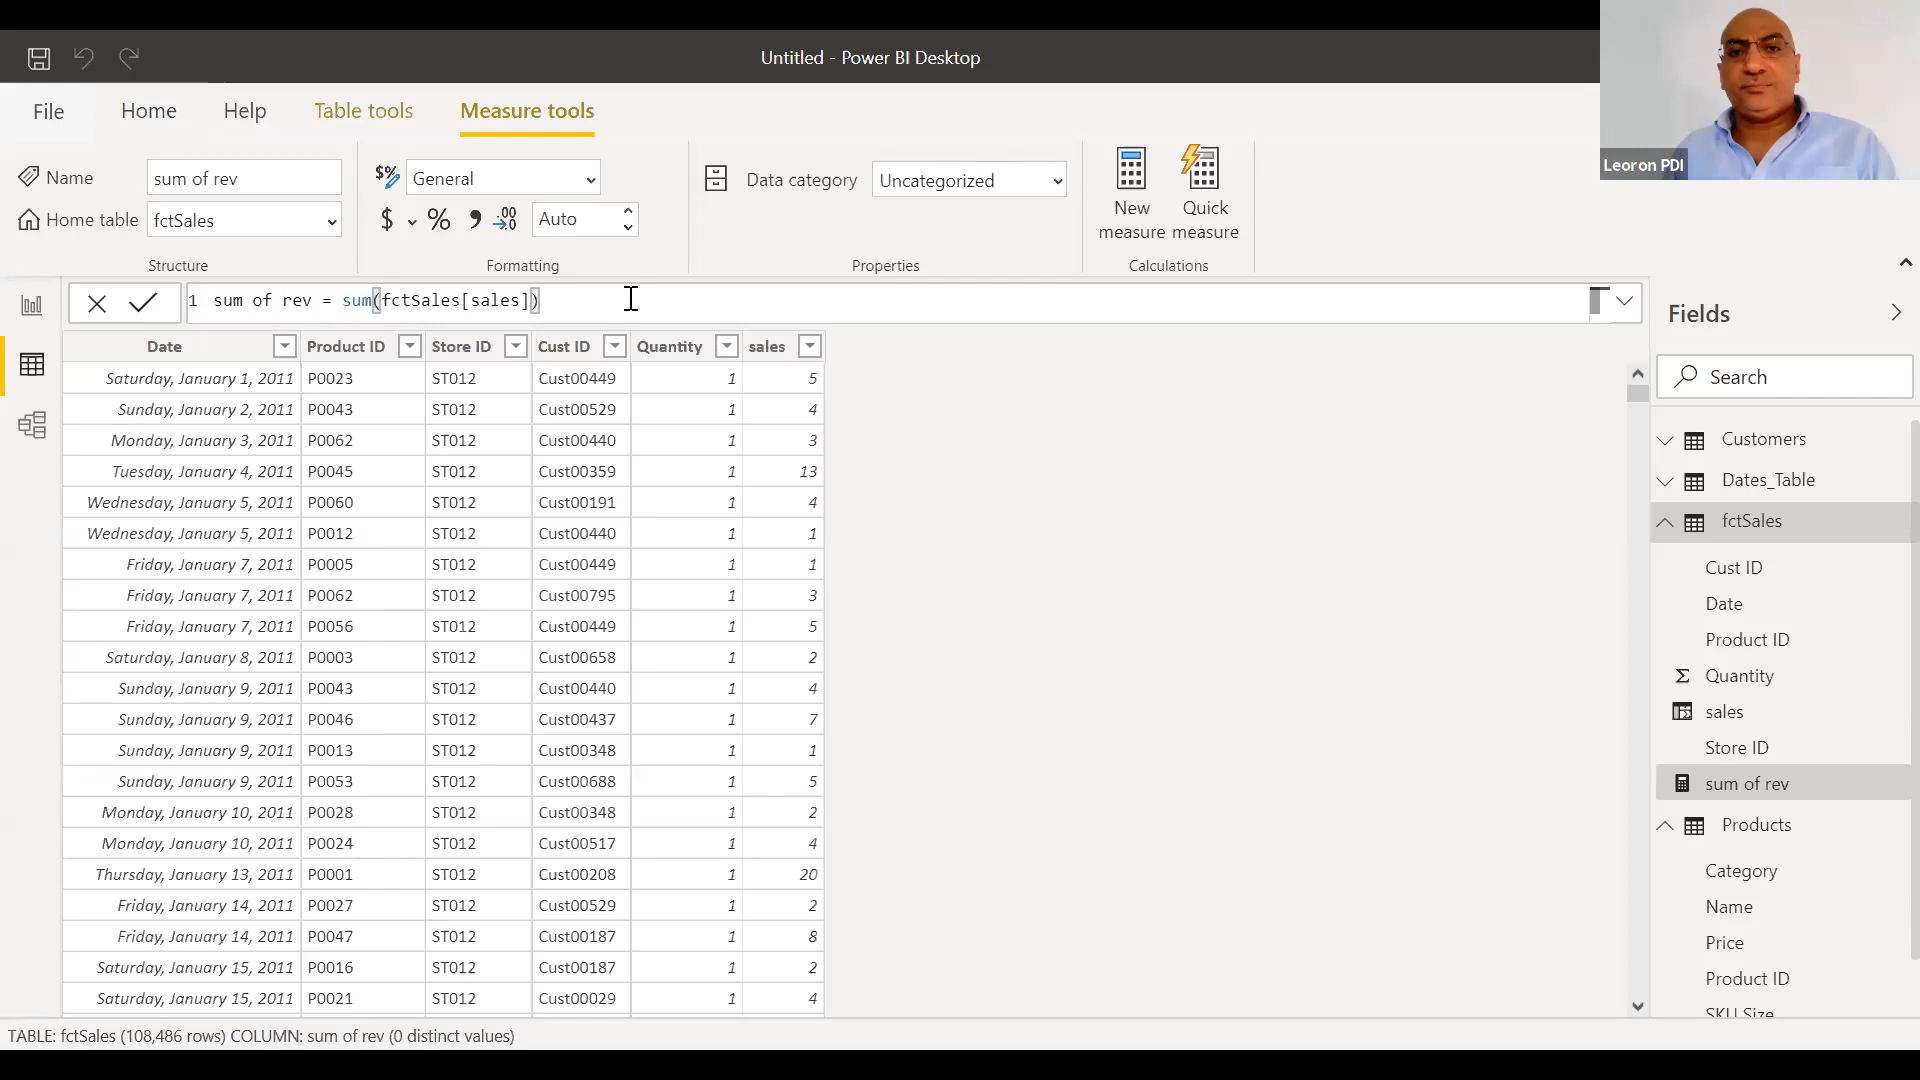 Untitled - Power BI Desktop
File Home Help Table tools Measure tools
Leoron PDI
Name sum of rev
General
Data category Uncategorized
Home table fctSales
$ % Auto
New measure
Quick measure
Structure Formatting Properties Calculations
1 sum of rev = sum(fctSales[sales])
Date Product ID Store ID Cust ID Quantity sales
Saturday, January 1, 2011 P0023 ST012 Cust00449 1 5
Sunday, January 2, 2011 P0043 ST012 Cust00529 1 4
Monday, January 3, 2011 P0062 ST012 Cust00440 1 3
Tuesday, January 4, 2011 P0045 ST012 Cust00359 1 13
Wednesday, January 5, 2011 P0060 ST012 Cust00191 1 4
Wednesday, January 5, 2011 P0012 ST012 Cust00440 1 1
Friday, January 7, 2011 P0005 ST012 Cust00449 1 1
Friday, January 7, 2011 P0062 ST012 Cust00795 1 3
Friday, January 7, 2011 P0056 ST012 Cust00449 1 5
Saturday, January 8, 2011 P0003 ST012 Cust00658 1 2
Sunday, January 9, 2011 P0043 ST012 Cust00440 1 4
Sunday, January 9, 2011 P0046 ST012 Cust00437 1 7
Sunday, January 9, 2011 P0013 ST012 Cust00348 1 1
Sunday, January 9, 2011 P0053 ST012 Cust00688 1 5
Monday, January 10, 2011 P0028 ST012 Cust00348 1 2
Monday, January 10, 2011 P0024 ST012 Cust00517 1 4
Thursday, January 13, 2011 P0001 ST012 Cust00208 1 20
Friday, January 14, 2011 P0027 ST012 Cust00529 1 2
Friday, January 14, 2011 P0047 ST012 Cust00187 1 8
Saturday, January 15, 2011 P0016 ST012 Cust00187 1 2
Saturday, January 15, 2011 P0021 ST012 Cust00029 1 4
Fields
Search
Customers
Dates_Table
fctSales
Cust ID
Date
Product ID
Σ Quantity
sales
Store ID
sum of rev
Products
Category
Name
Price
Product ID
SKU Size
TABLE: fctSales (108,486 rows) COLUMN: sum of rev (0 distinct values)